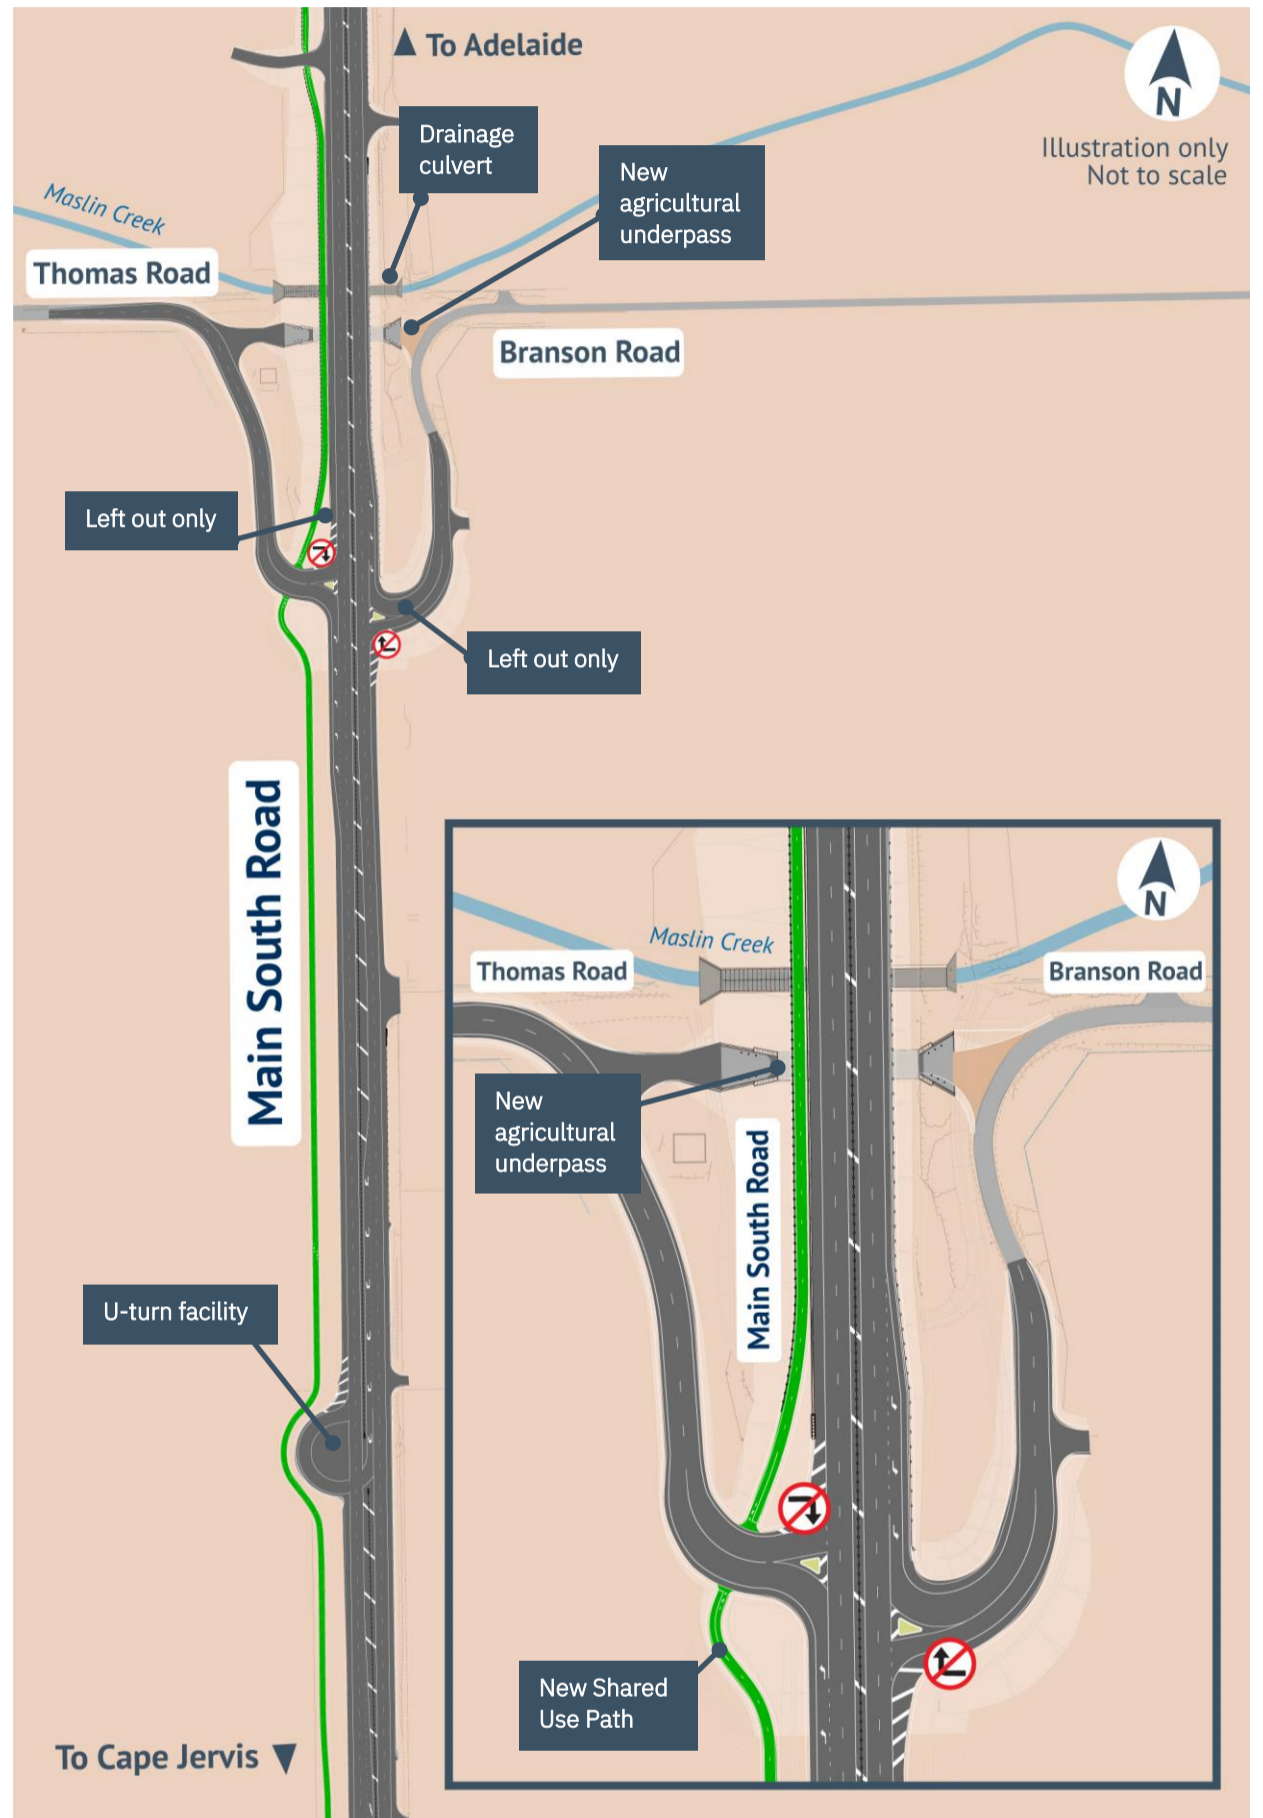 To Adelaide
N
Illustration only
Not to scale
Drainage
culvert
New
agricultural
underpass
Maslin Creek
Thomas Road
Branson Road
Left out only
Left out only
Main South Road
U-turn facility
To Cape Jervis
N
Maslin Creek
Thomas Road
Branson Road
New
agricultural
underpass
Main South Road
New Shared
Use Path